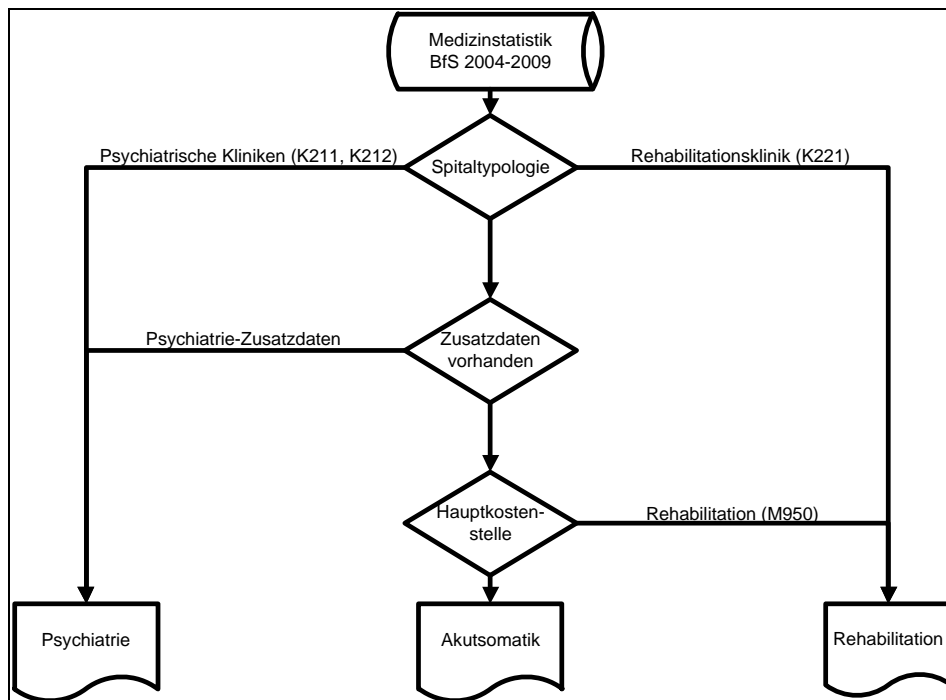 Medizinstatistik
BfS 2004-2009
Psychiatrische Kliniken (K211, K212)
Spitaltypologie
Rehabilitationsklinik (K221)
Psychiatrie-Zusatzdaten
Zusatzdaten
vorhanden
Hauptkosten-
stelle
Rehabilitation (M950)
Psychiatrie
Akutsomatik
Rehabilitation